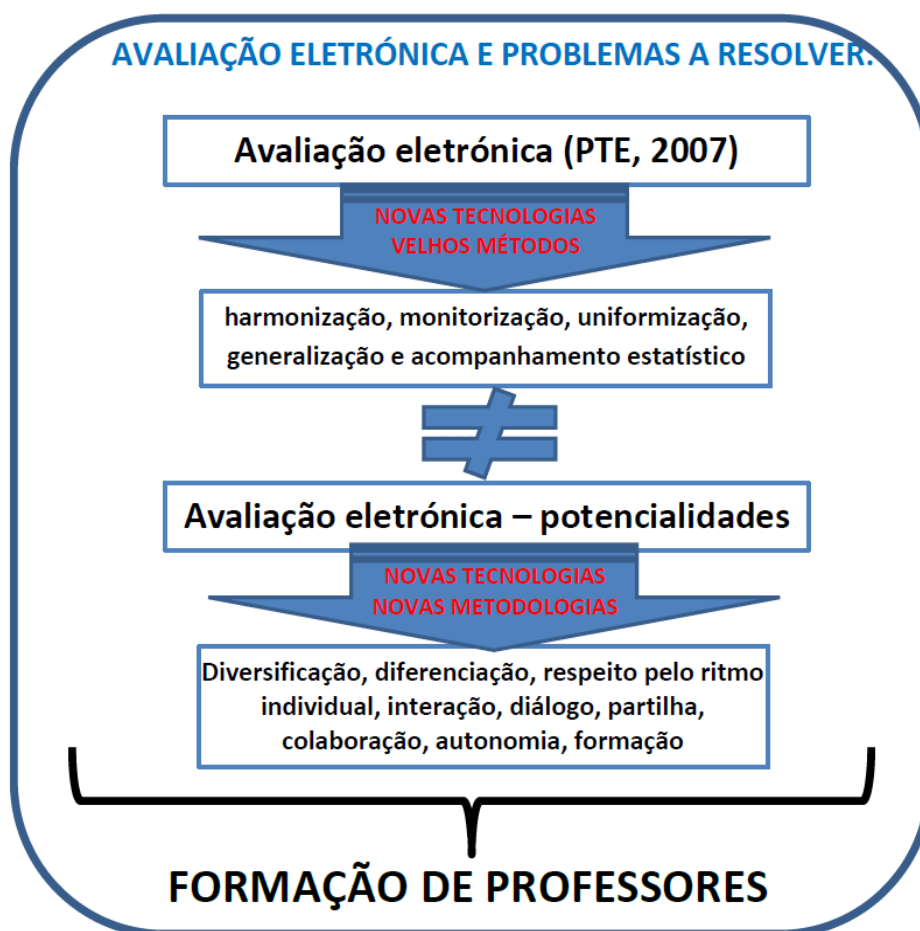 AVALIAÇÃO ELETRÓNICA E PROBLEMAS A RESOLVER:
Avaliação eletrónica (PTE, 2007)
NOVAS TECNOLOGIAS
VELHOS MÉTODOS
harmonização, monitorização, uniformização,
generalização e acompanhamento estatístico
≠
Avaliação eletrónica – potencialidades
NOVAS TECNOLOGIAS
NOVAS METODOLOGIAS
Diversificação, diferenciação, respeito pelo ritmo
individual, interação, diálogo, partilha,
colaboração, autonomia, formação
FORMAÇÃO DE PROFESSORES